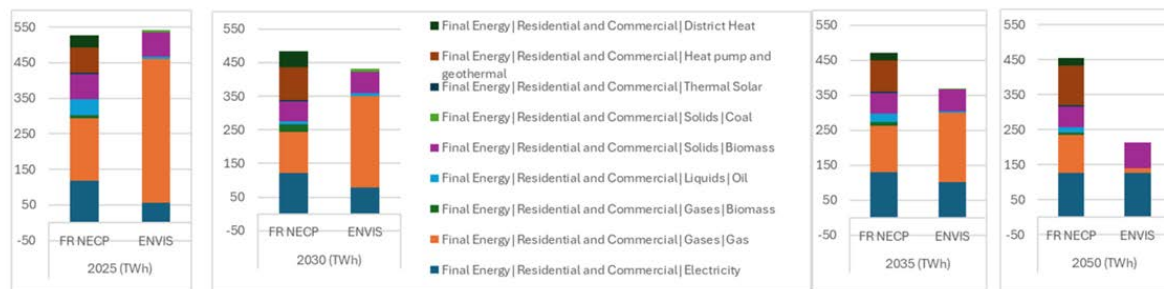 550
450
350
250
150
50
-50
FR NECP
ENVIS
2025 (TWh)
550
450
350
250
150
50
-50
FR NECP
ENVIS
2030 (TWh)
Final Energy|Residential and Commercial|District Heat
Final Energy|Residential and Commercial|Heat pump and
geothermal
Final Energy|Residential and Commercial|Thermal Solar
Final Energy|Residential and Commercial|Solids|Coal
Final Energy|Residential and Commercial|Solids|Biomass
Final Energy|Residential and Commercial|Liquids|Oil
Final Energy|Residential and Commercial|Gases|Biomass
Final Energy|Residential and Commercial|Gases|Gas
Final Energy|Residential and Commercial|Electricity
550
450
350
250
150
50
-50
FR NECP
ENVIS
2035 (TWh)
550
450
350
250
150
50
-50
FR NECP
ENVIS
2050 (TWh)